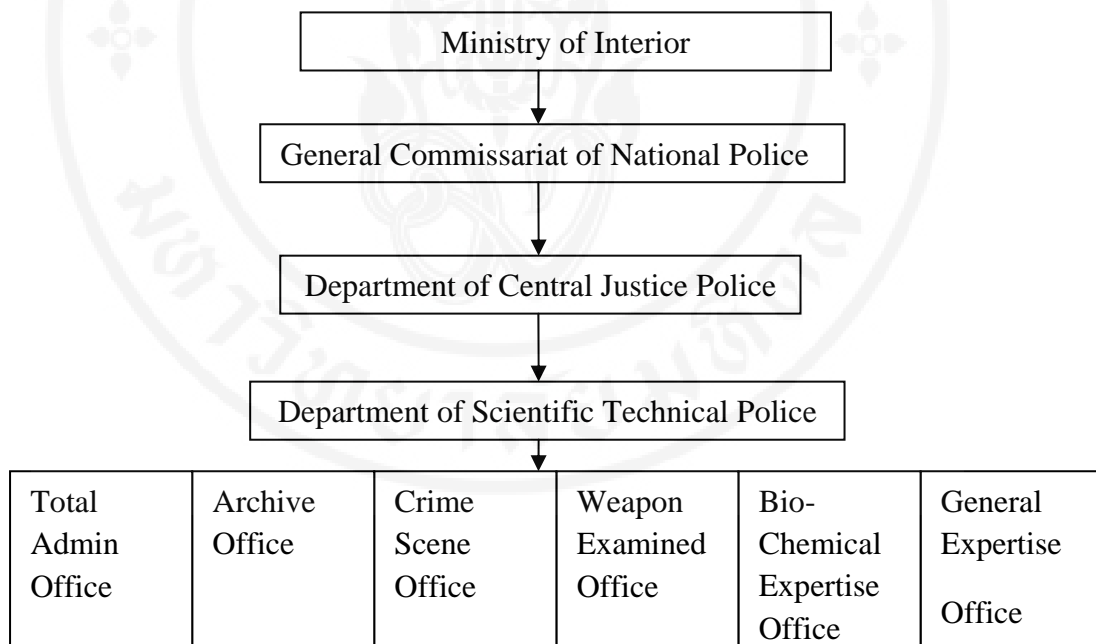 Ministry of Interior
General Commissariat of National Police
Department of Central Justice Police
Department of Scientific Technical Police
Total
Admin
Office
Archive
Office
Crime
Scene
Office
Weapon
Examined
Office
Bio-
Chemical
Expertise
Office
General
Expertise
Office